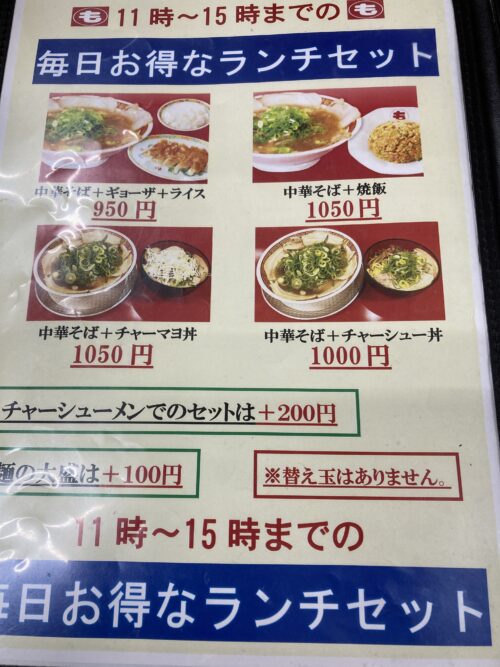 も 11時～15時までの も
毎日お得なランチセット
も
中華そば＋ギョーザ＋ライス
950円
中華そば＋焼飯
1050円
中華そば＋チャーマヨ丼
1050円
中華そば＋チャーシュー丼
1000円
チャーシューメンでのセットは＋200円
麺の大盛は＋100円
※替え玉はありません。
11時～15時までの
毎日お得なランチセット